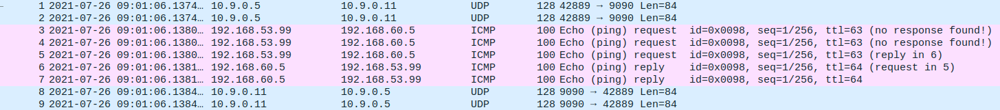 1 2021-07-26 09:01:06.1374… 10.9.0.5 10.9.0.11 UDP 128 42889 → 9090 Len=84
2 2021-07-26 09:01:06.1374… 10.9.0.5 10.9.0.11 UDP 128 42889 → 9090 Len=84
3 2021-07-26 09:01:06.1380… 192.168.53.99 192.168.60.5 ICMP 100 Echo (ping) request id=0x0098, seq=1/256, ttl=63 (no response found!)
4 2021-07-26 09:01:06.1380… 192.168.53.99 192.168.60.5 ICMP 100 Echo (ping) request id=0x0098, seq=1/256, ttl=63 (no response found!)
5 2021-07-26 09:01:06.1380… 192.168.53.99 192.168.60.5 ICMP 100 Echo (ping) request id=0x0098, seq=1/256, ttl=63 (reply in 6)
6 2021-07-26 09:01:06.1381… 192.168.60.5 192.168.53.99 ICMP 100 Echo (ping) reply id=0x0098, seq=1/256, ttl=64 (request in 5)
7 2021-07-26 09:01:06.1381… 192.168.60.5 192.168.53.99 ICMP 100 Echo (ping) reply id=0x0098, seq=1/256, ttl=64
8 2021-07-26 09:01:06.1384… 10.9.0.11 10.9.0.5 UDP 128 9090 → 42889 Len=84
9 2021-07-26 09:01:06.1384… 10.9.0.11 10.9.0.5 UDP 128 9090 → 42889 Len=84